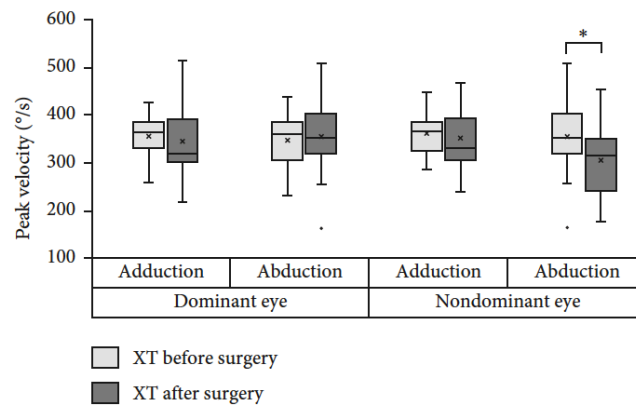 600
*
500
400
300
200
100
Peak velocity (°/s)
Adduction Abduction Adduction Abduction
Dominant eye Nondominant eye
XT before surgery
XT after surgery